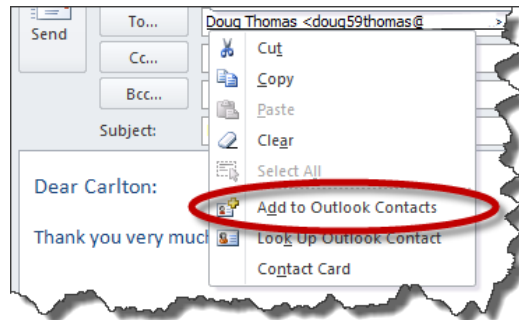 Send
To...
Doug Thomas <doug59thomas@ >
Cc...
Bcc...
Subject:
Cut
Copy
Paste
Clear
Select All
Add to Outlook Contacts
Look Up Outlook Contact
Contact Card
Dear Carlton:
Thank you very muc